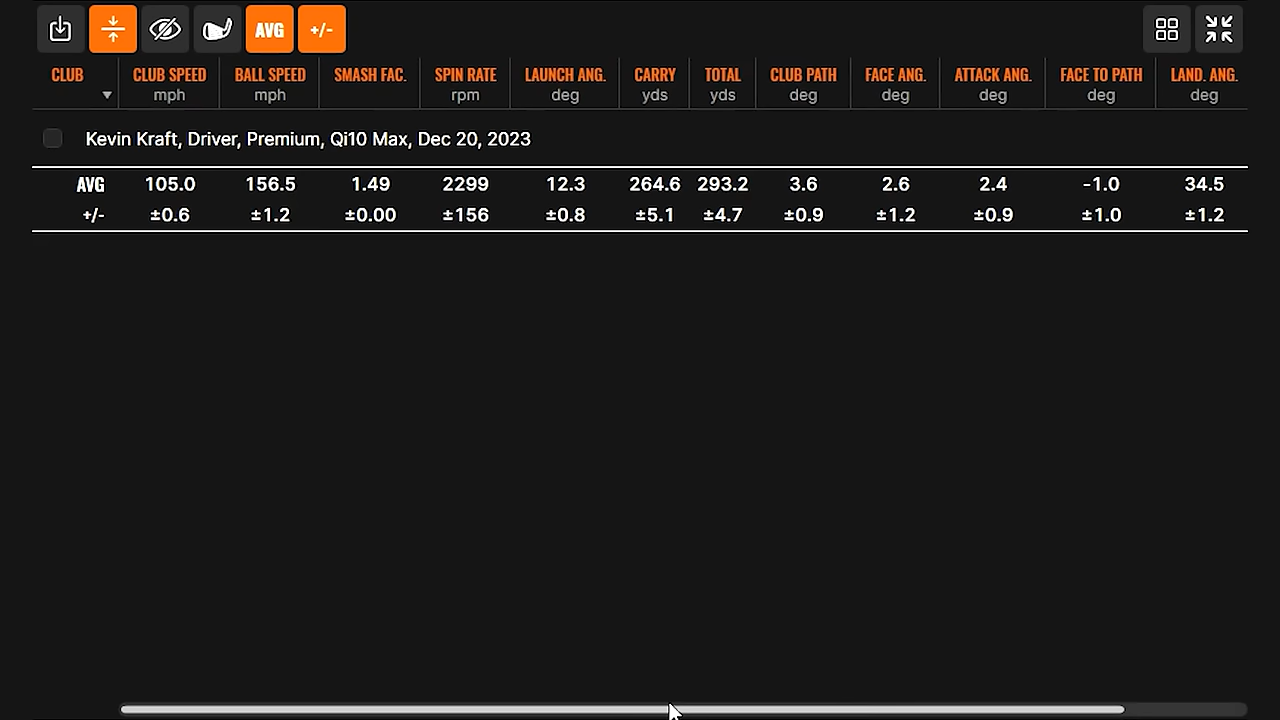 AVG +/-
CLUB CLUB SPEED BALL SPEED SMASH FAC. SPIN RATE LAUNCH ANG. CARRY TOTAL CLUB PATH FACE ANG. ATTACK ANG. FACE TO PATH LAND. ANG.
mph mph rpm deg yds yds deg deg deg deg deg
Kevin Kraft, Driver, Premium, Qi10 Max, Dec 20, 2023
AVG 105.0 156.5 1.49 2299 12.3 264.6 293.2 3.6 2.6 2.4 -1.0 34.5
+/- ±0.6 ±1.2 ±0.00 ±156 ±0.8 ±5.1 ±4.7 ±0.9 ±1.2 ±0.9 ±1.0 ±1.2